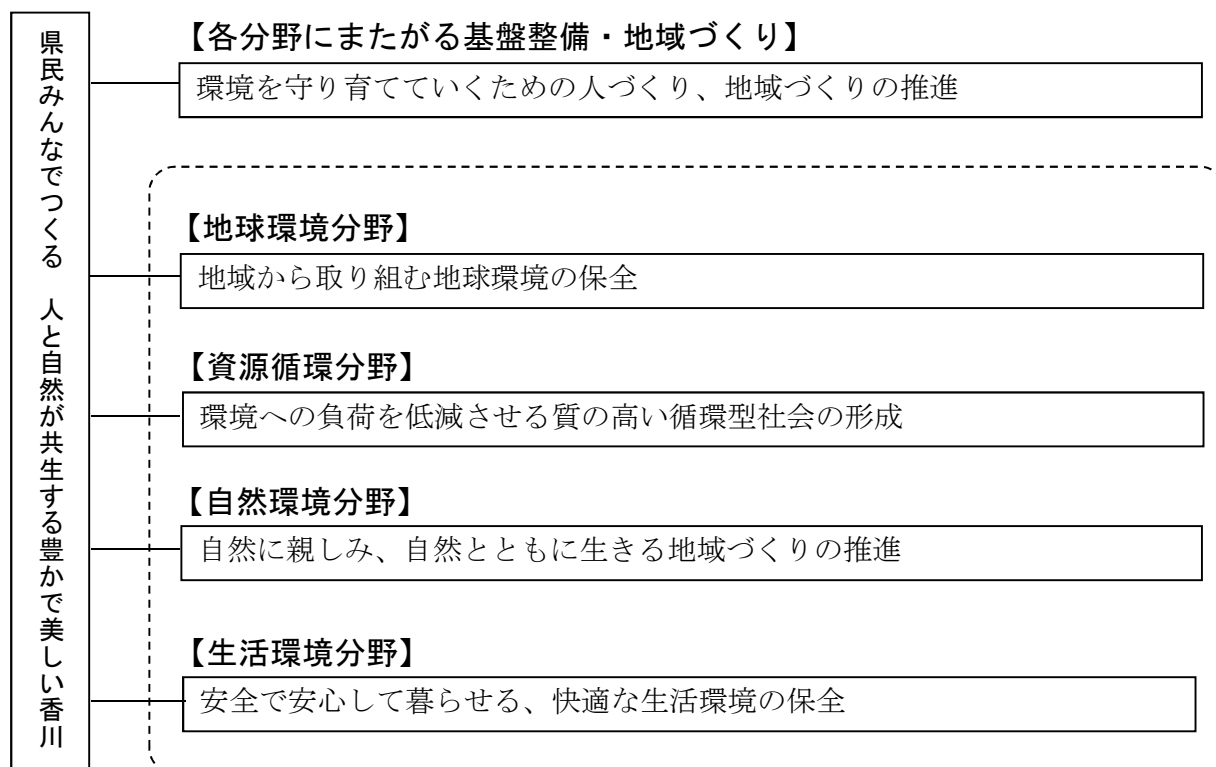 県民みんなでつくる　人と自然が共生する豊かで美しい香川
【各分野にまたがる基盤整備・地域づくり】
環境を守り育てていくための人づくり、地域づくりの推進
【地球環境分野】
地域から取り組む地球環境の保全
【資源循環分野】
環境への負荷を低減させる質の高い循環型社会の形成
【自然環境分野】
自然に親しみ、自然とともに生きる地域づくりの推進
【生活環境分野】
安全で安心して暮らせる、快適な生活環境の保全